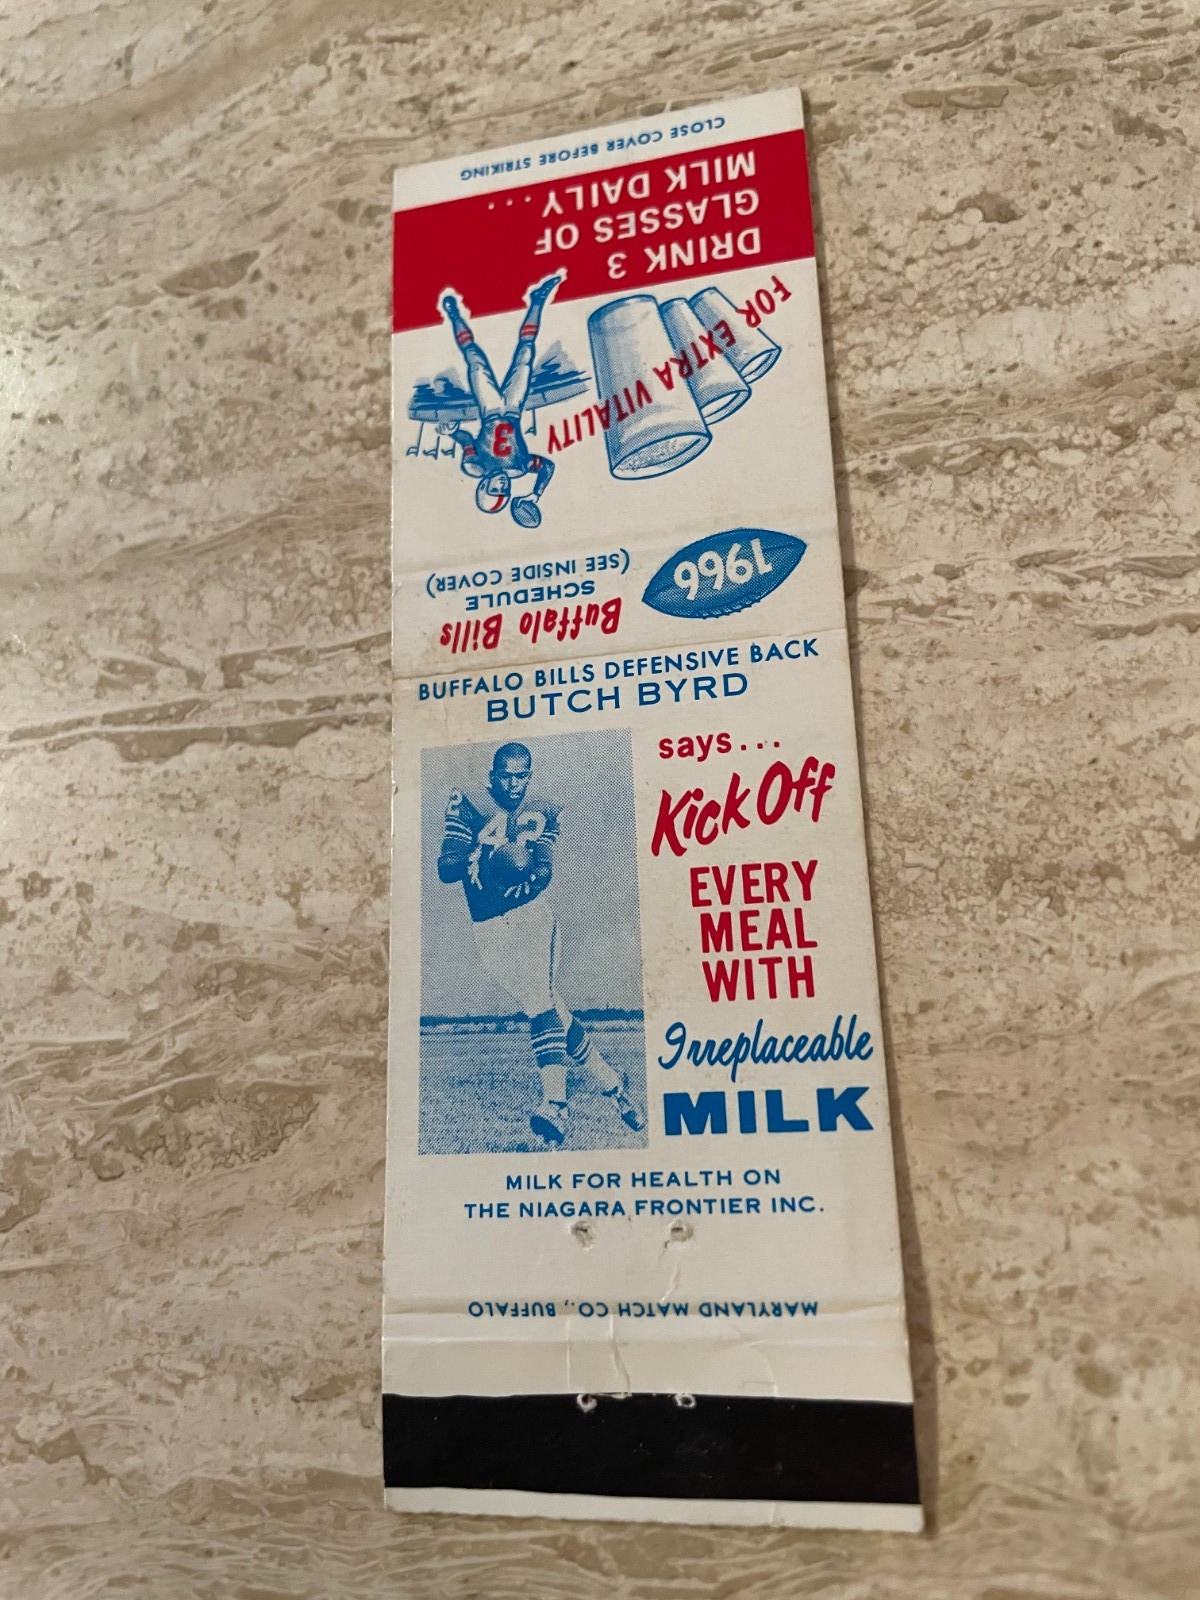 CLOSE COVER BEFORE STRIKING
DRINK 3
GLASSES OF
MILK DAILY...
FOR EXTRA VITALITY
3
1966
Buffalo Bills
SCHEDULE
(SEE INSIDE COVER)
BUFFALO BILLS DEFENSIVE BACK
BUTCH BYRD
says...
Kick Off
EVERY
MEAL
WITH
Irreplaceable
MILK
2
42
MILK FOR HEALTH ON
THE NIAGARA FRONTIER INC.
MARYLAND MATCH CO., BUFFALO